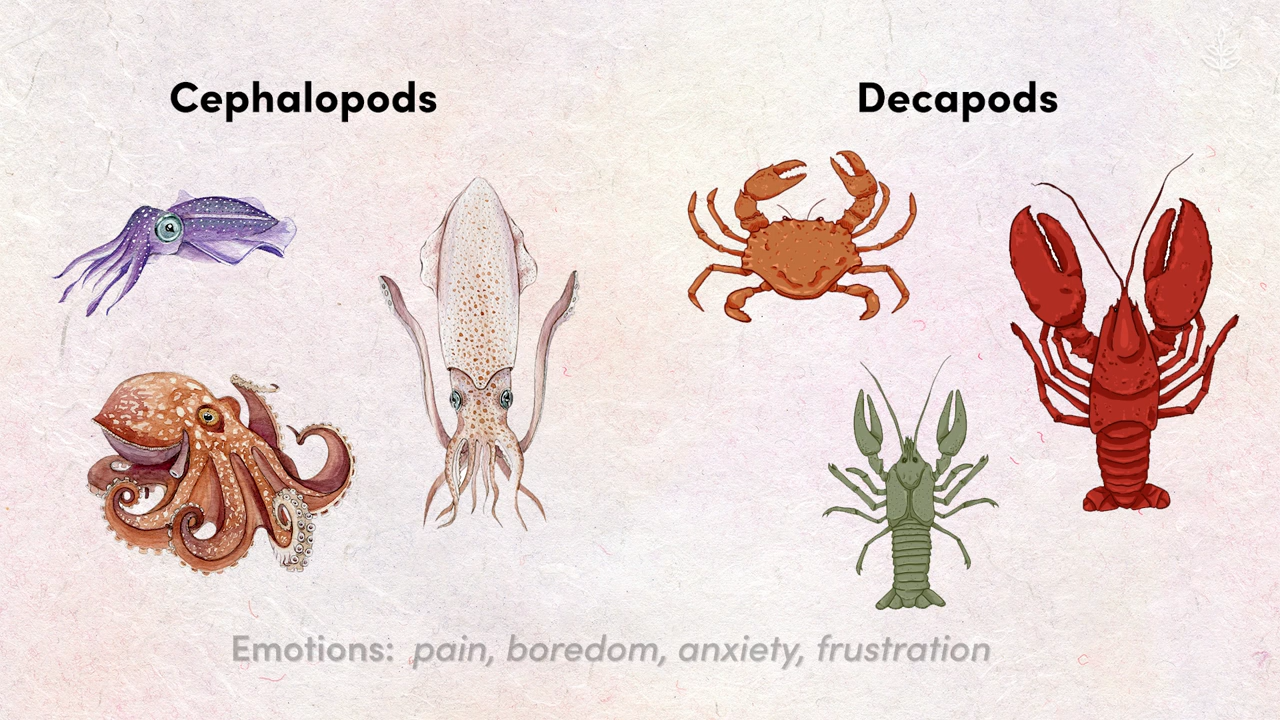 Cephalopods
Decapods
Emotions: pain, boredom, anxiety, frustration